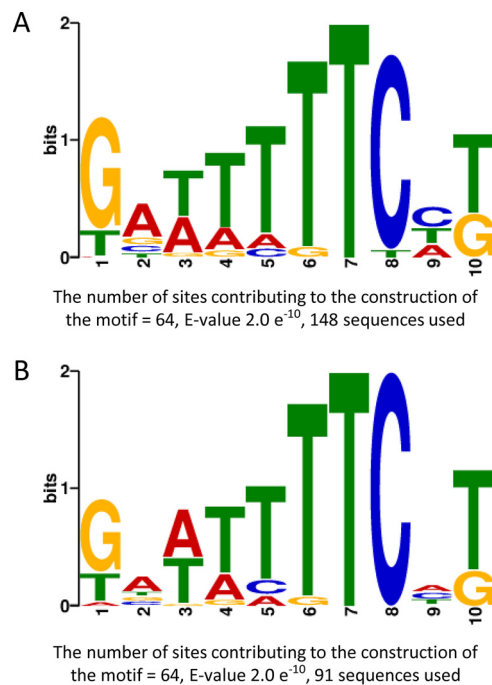 A
2
bits
1
0
G A T T T T T C C T
T G A A A G T T G
C G G C A
T
1 2 3 4 5 6 7 8 9 10
The number of sites contributing to the construction of
the motif = 64, E-value 2.0 e-10, 148 sequences used
B
2
bits
1
0
G A A T T T T C A T
T T T A C G C G
A G G A T
C
1 2 3 4 5 6 7 8 9 10
The number of sites contributing to the construction of
the motif = 64, E-value 2.0 e-10, 91 sequences used